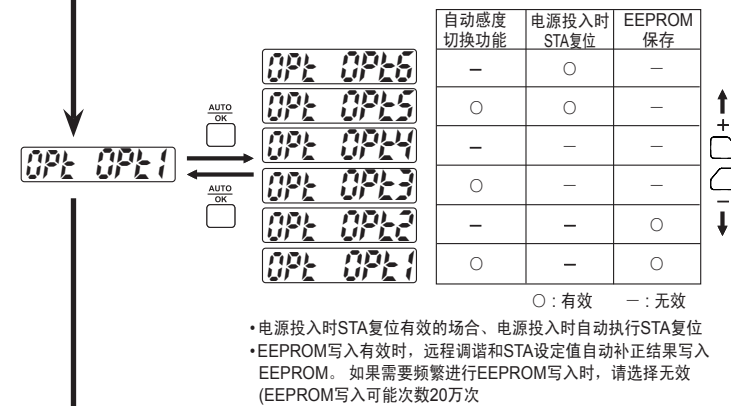 自动感度 电源投入时 EEPROM
切换功能 STA复位 保存
OPt OPt6 – ○ –
AUTO
OK
OPt OPt5 ○ ○ –
+
OPt OPt4 – – –
OPt OPt1
OPt OPt3 ○ – –
AUTO
OK
–
OPt OPt2 – – ○
OPt OPt1 ○ – ○
○ : 有效 – : 无效
•电源投入时STA复位有效的场合、电源投入时自动执行STA复位
•EEPROM写入有效时，远程调谐和STA设定值自动补正结果写入
EEPROM。 如果需要频繁进行EEPROM写入时，请选择无效
(EEPROM写入可能次数20万次